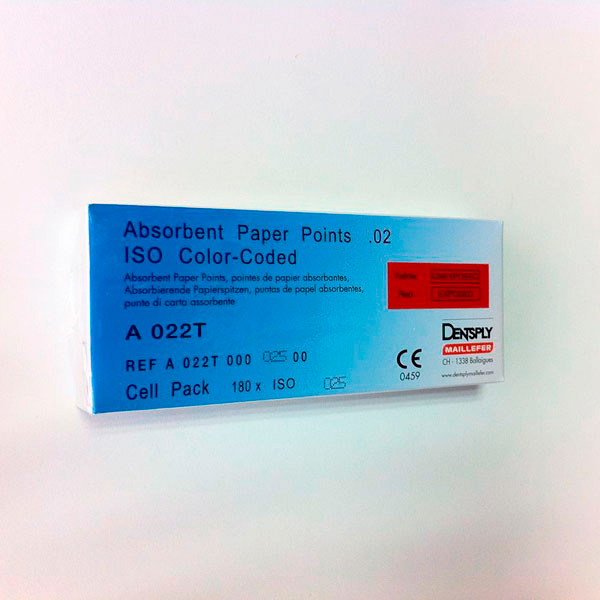 Absorbent Paper Points .02
ISO Color-Coded
Absorbent Paper Points, pointes de papier absorbantes,
Absorbierende Papierspitzen, puntas de papel absorbentes,
punte di carta assorbente
A 022T
REF A 022T 000 025 00
Cell Pack 180 x ISO 025
DENTSPLY
MAILLEFER
CH - 1338 Ballaigues
www.dentsplymaillefer.com
CE
0459